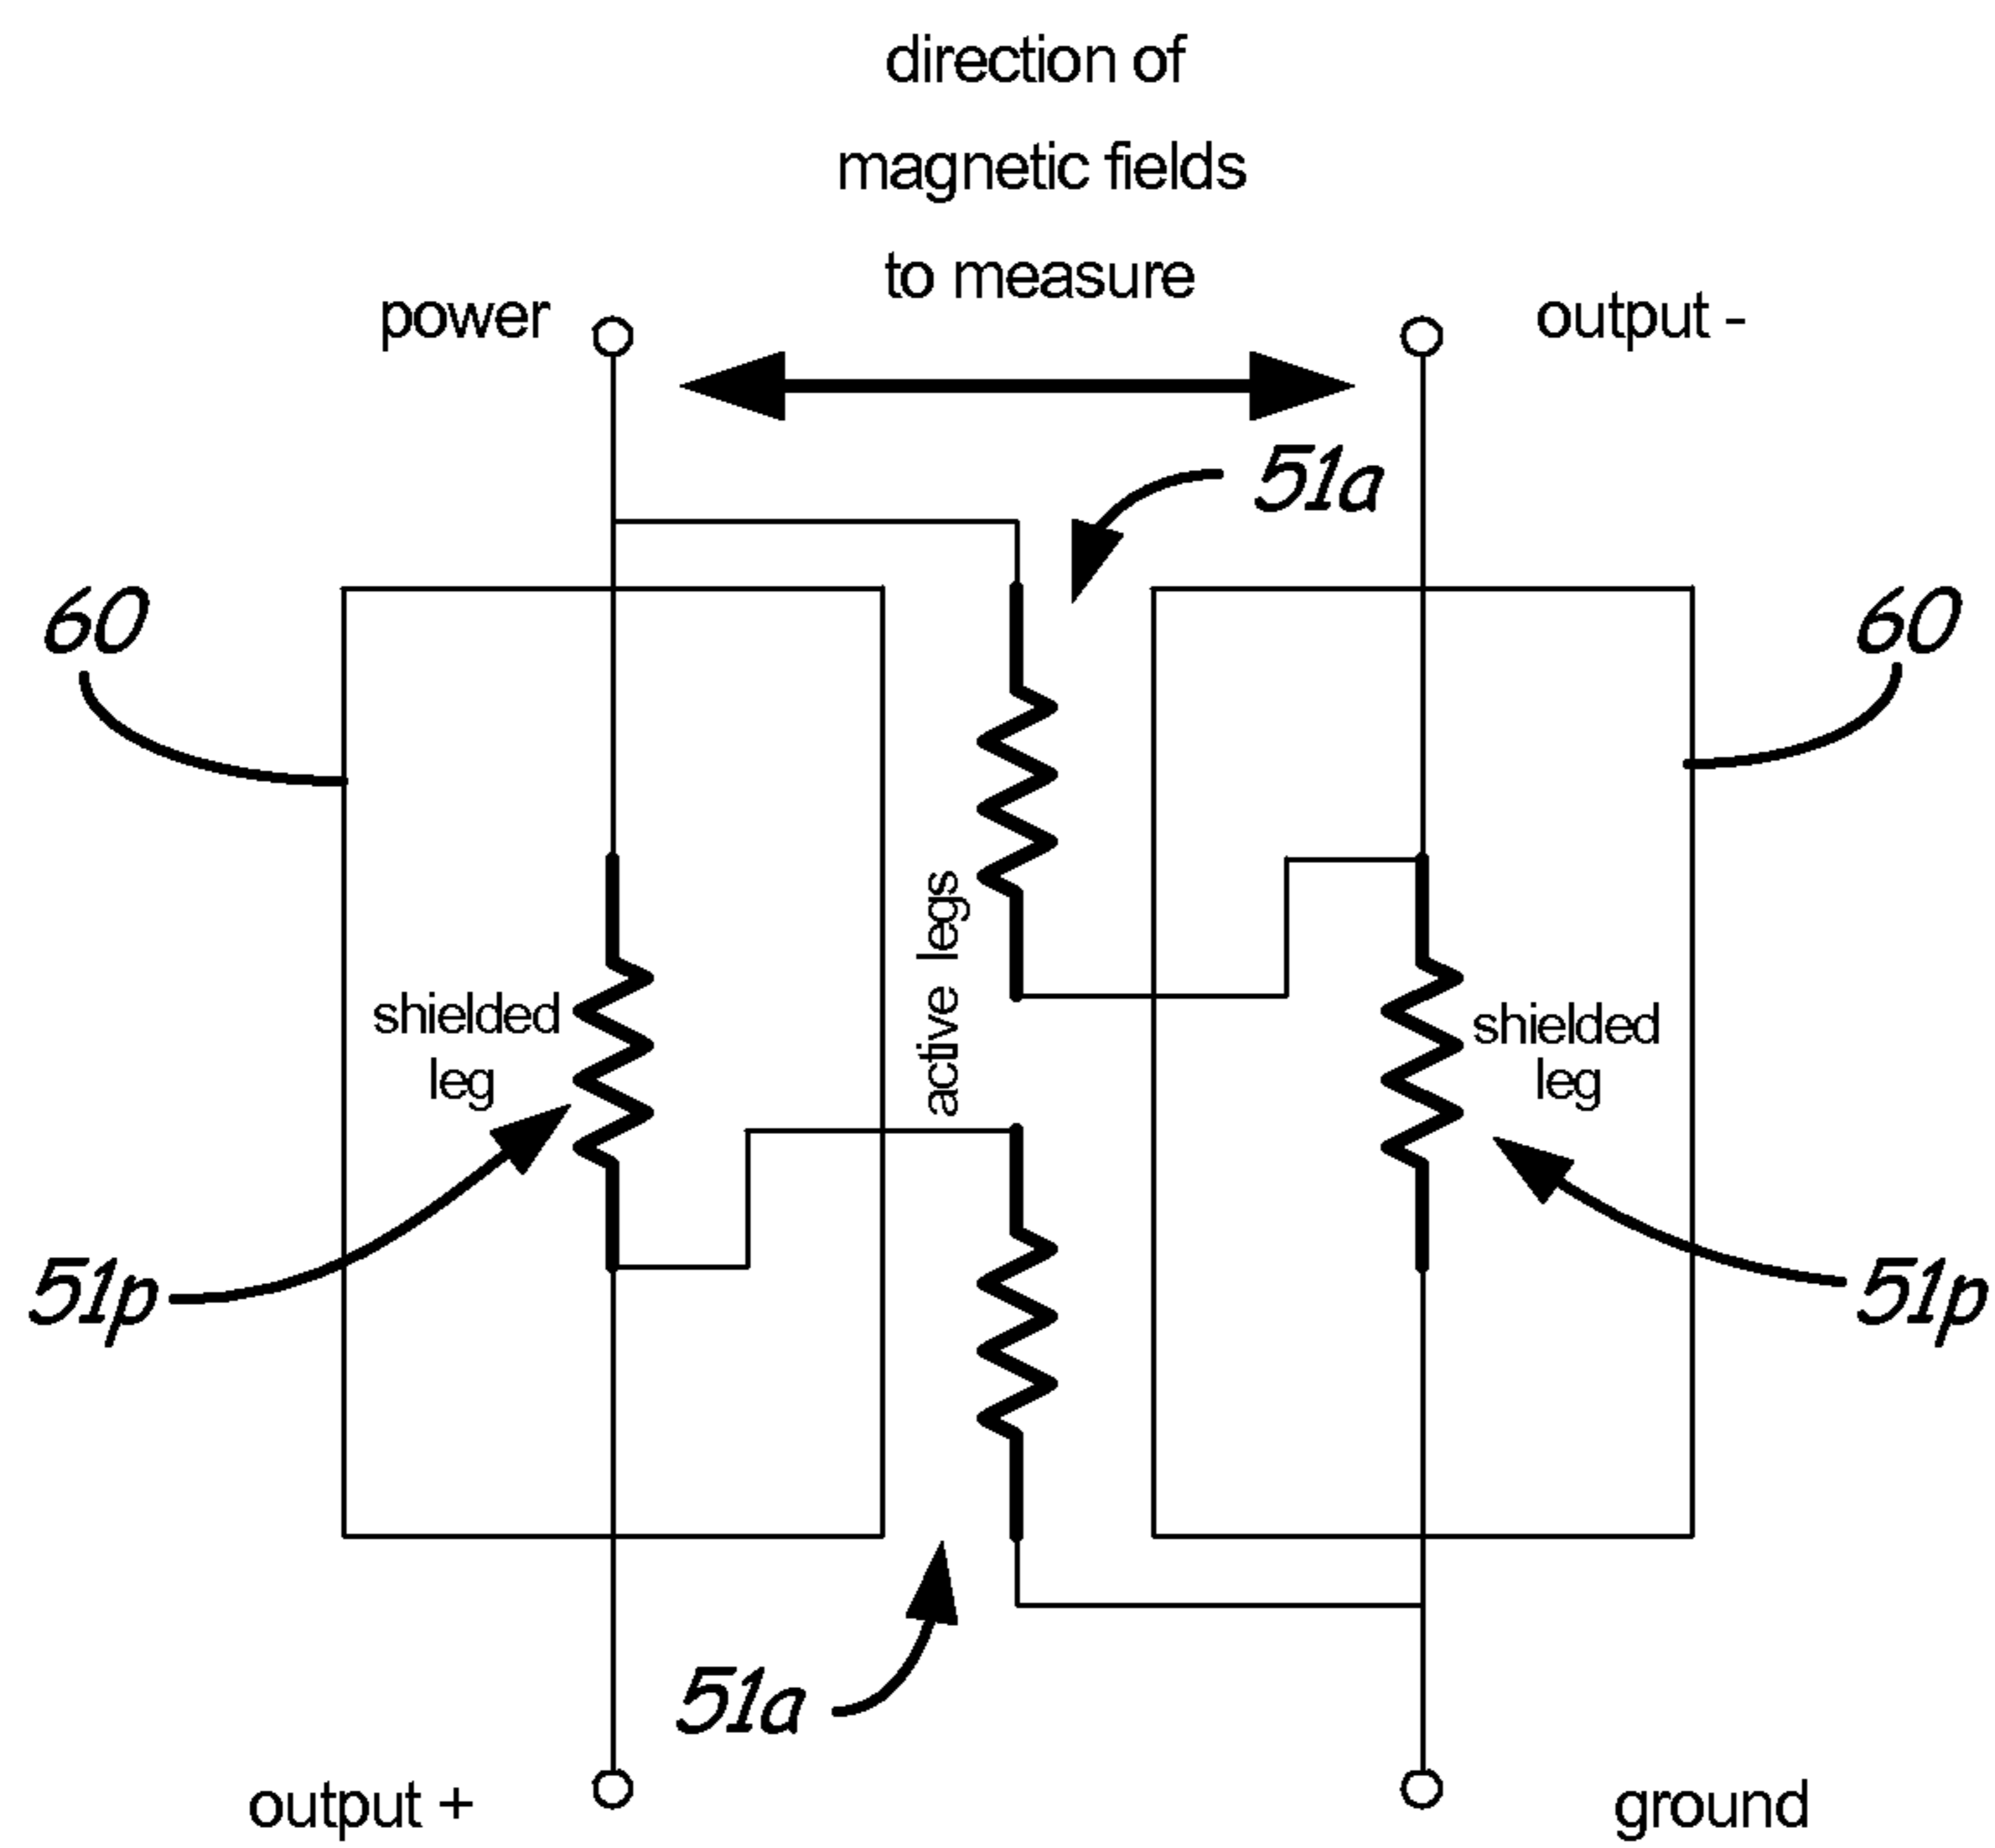 direction of
magnetic fields
to measure
power
output -
51a
60
60
active legs
shielded
leg
shielded
leg
51p
51p
51a
output +
ground